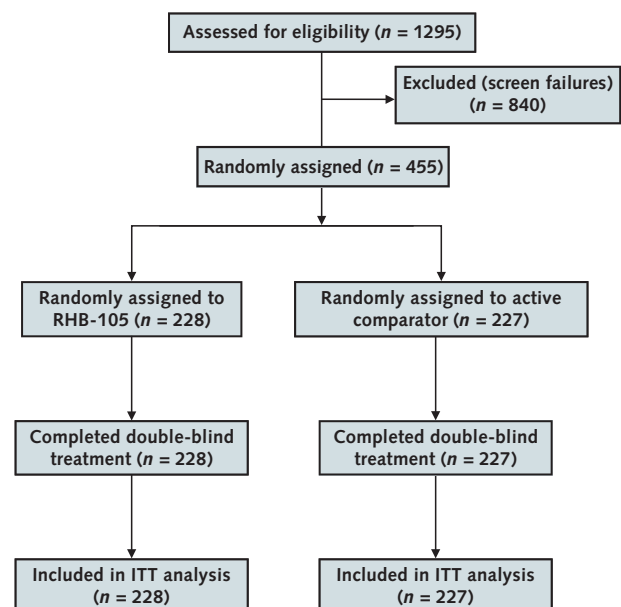 Assessed for eligibility (n = 1295)
Excluded (screen failures)
(n = 840)
Randomly assigned (n = 455)
Randomly assigned to
RHB-105 (n = 228)
Randomly assigned to active
comparator (n = 227)
Completed double-blind
treatment (n = 228)
Completed double-blind
treatment (n = 227)
Included in ITT analysis
(n = 228)
Included in ITT analysis
(n = 227)